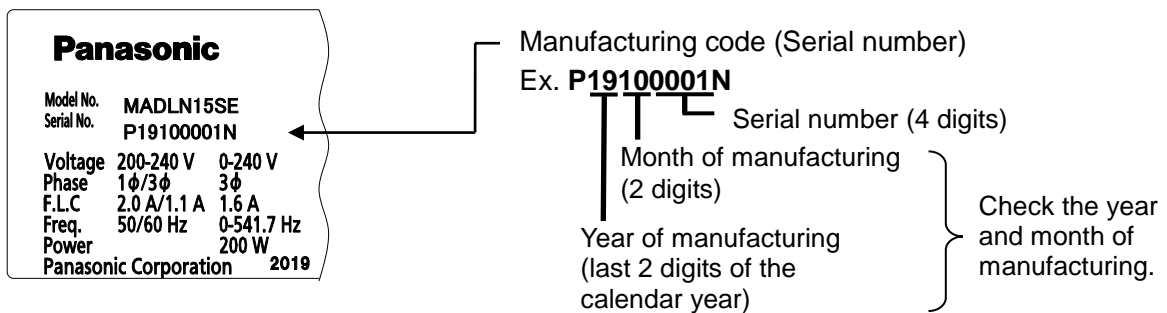 Panasonic
Model No. MADLN15SE
Serial No. P19100001N
Voltage 200-240 V 0-240 V
Phase 1ϕ/3ϕ 3ϕ
F.L.C 2.0 A/1.1 A 1.6 A
Freq. 50/60 Hz 0-541.7 Hz
Power 200 W
Panasonic Corporation 2019
Manufacturing code (Serial number)
Ex. P19100001N
Serial number (4 digits)
Month of manufacturing
(2 digits)
Year of manufacturing
(last 2 digits of the
calendar year)
Check the year
and month of
manufacturing.